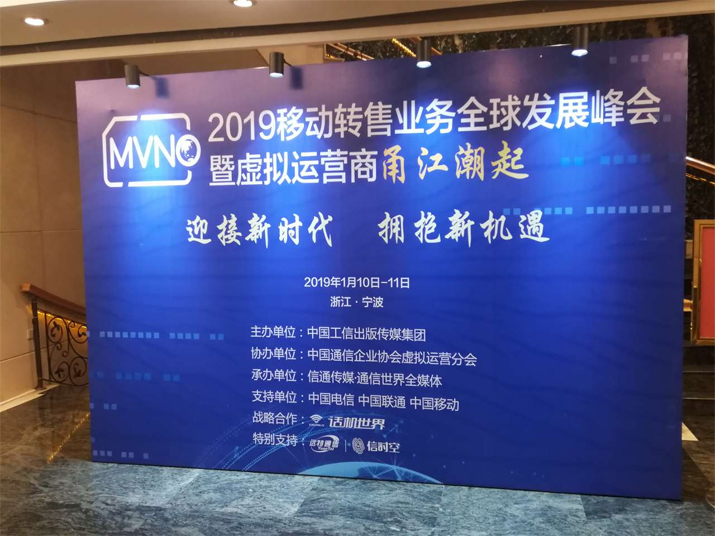 MVNO
2019移动转售业务全球发展峰会
暨虚拟运营商甬江潮起
迎接新时代 拥抱新机遇
2019年1月10日-11日
浙江·宁波
主办单位：中国工信出版传媒集团
协办单位：中国通信企业协会虚拟运营分会
承办单位：信通传媒·通信世界全媒体
支持单位：中国电信 中国联通 中国移动
战略合作：话机世界
特别支持：远特通信 信时空